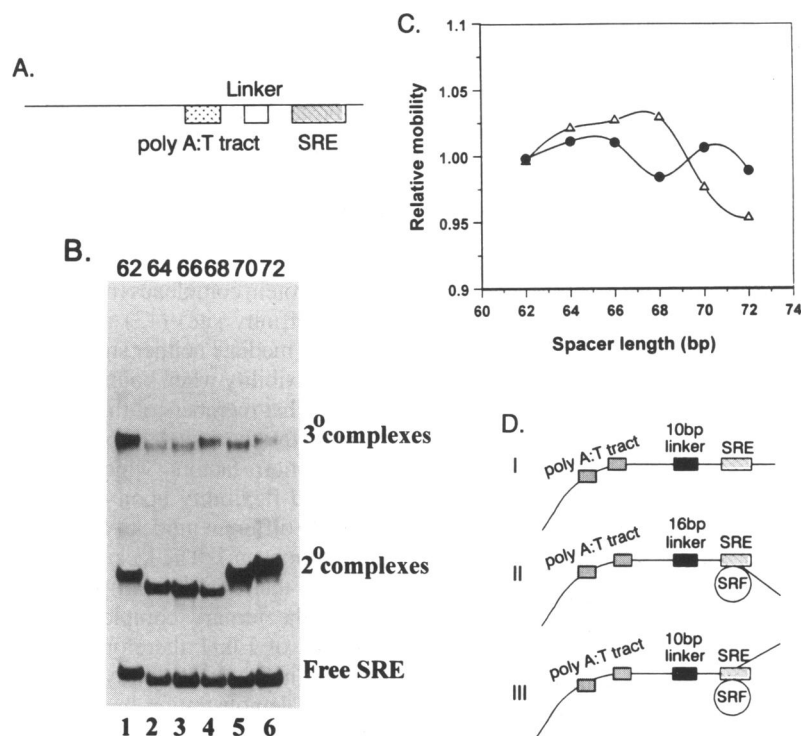 A.
Linker
poly A:T tract
SRE
B.
62 64 66 68 70 72
3° complexes
2° complexes
Free SRE
1 2 3 4 5 6
C.
Relative mobility
1.1
1.05
1.00
0.95
0.9
60 62 64 66 68 70 72 74
Spacer length (bp)
D.
I
poly A:T tract
10bp
linker
SRE
II
poly A:T tract
16bp
linker
SRE
SRF
III
poly A:T tract
10bp
linker
SRE
SRF